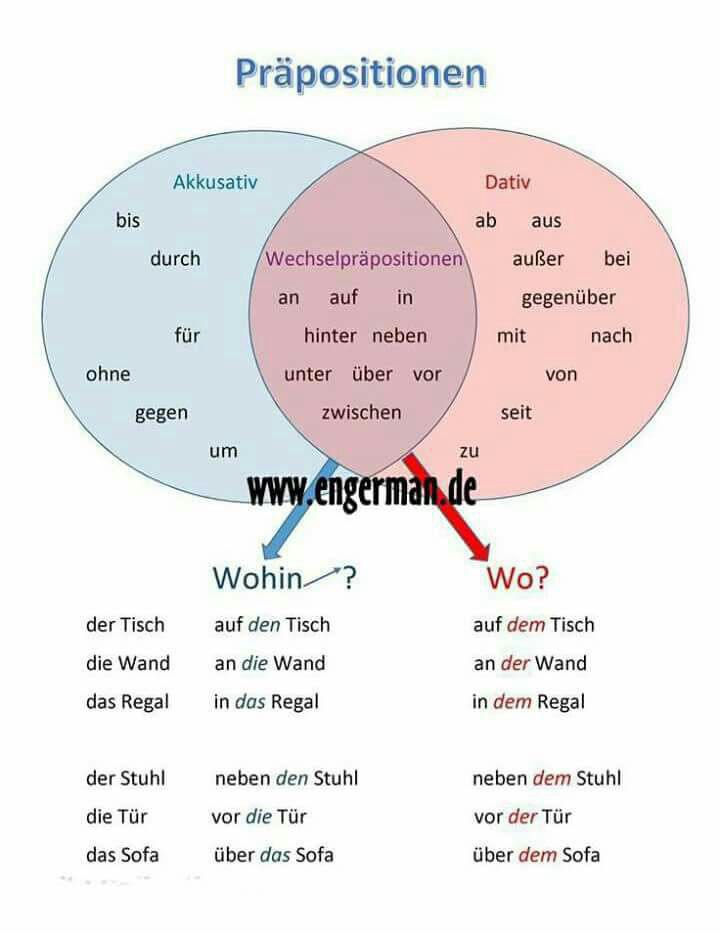 Präpositionen
Akkusativ Dativ
bis ab aus
durch Wechselpräpositionen außer bei
an auf in gegenüber
für hinter neben mit nach
ohne unter über vor von
gegen zwischen seit
um zu
www.engerman.de
Wohin ? Wo?
der Tisch auf den Tisch auf dem Tisch
die Wand an die Wand an der Wand
das Regal in das Regal in dem Regal
der Stuhl neben den Stuhl neben dem Stuhl
die Tür vor die Tür vor der Tür
das Sofa über das Sofa über dem Sofa